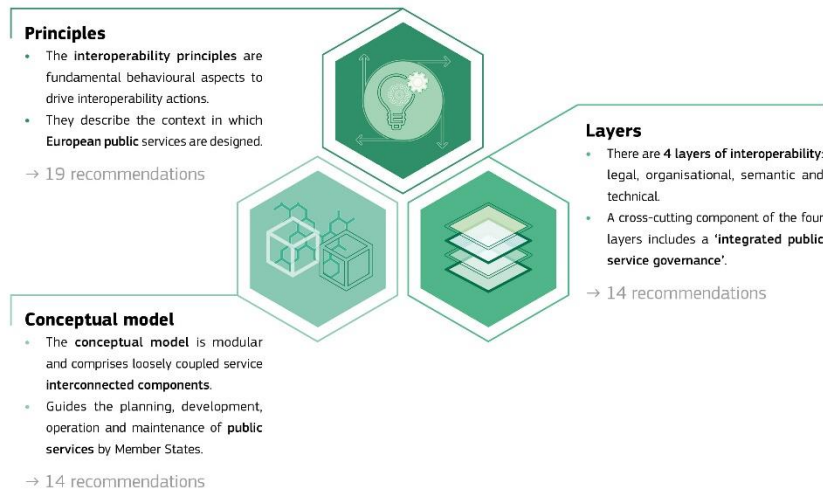 Principles
• The interoperability principles are
fundamental behavioural aspects to
drive interoperability actions.
• They describe the context in which
European public services are designed.
→ 19 recommendations
Layers
• There are 4 layers of interoperability:
legal, organisational, semantic and
technical.
• A cross-cutting component of the four
layers includes a ‘integrated public
service governance’.
→ 14 recommendations
Conceptual model
• The conceptual model is modular
and comprises loosely coupled service
interconnected components.
• Guides the planning, development,
operation and maintenance of public
services by Member States.
→ 14 recommendations